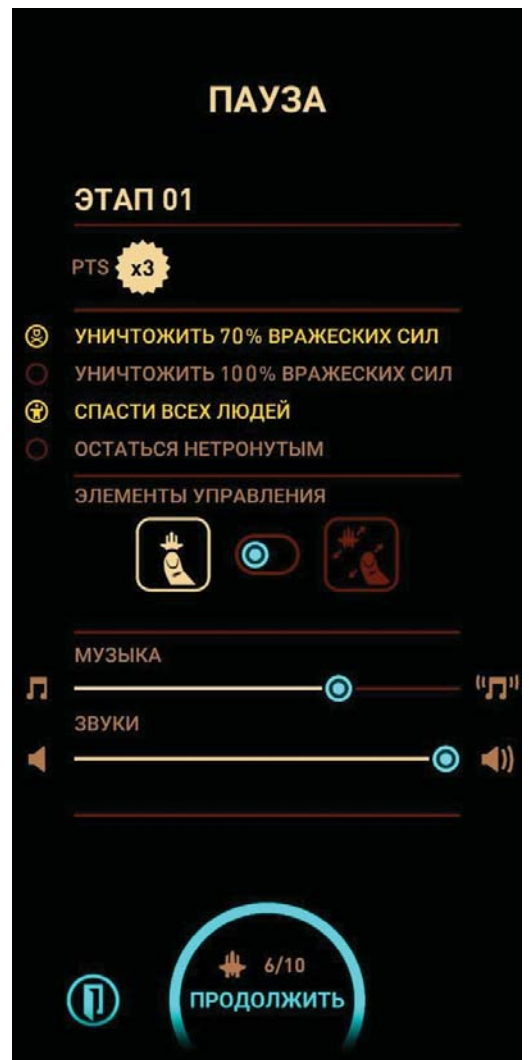 ПАУЗА
ЭТАП 01
PTS x3
УНИЧТОЖИТЬ 70% ВРАЖЕСКИХ СИЛ
УНИЧТОЖИТЬ 100% ВРАЖЕСКИХ СИЛ
СПАСТИ ВСЕХ ЛЮДЕЙ
ОСТАТЬСЯ НЕТРОНУТЫМ
ЭЛЕМЕНТЫ УПРАВЛЕНИЯ
МУЗЫКА
ЗВУКИ
6/10
ПРОДОЛЖИТЬ